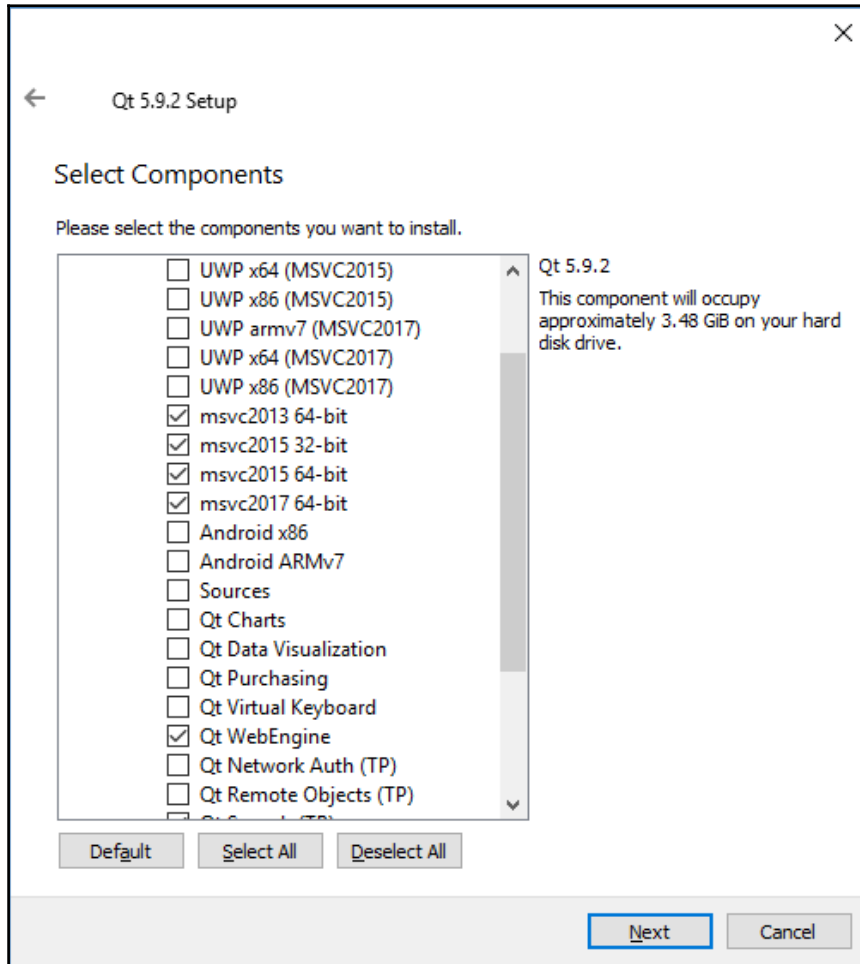 Qt 5.9.2 Setup
Select Components
Please select the components you want to install.
UWP x64 (MSVC2015)
UWP x86 (MSVC2015)
UWP armv7 (MSVC2017)
UWP x64 (MSVC2017)
UWP x86 (MSVC2017)
msvc2013 64-bit
msvc2015 32-bit
msvc2015 64-bit
msvc2017 64-bit
Android x86
Android ARMv7
Sources
Qt Charts
Qt Data Visualization
Qt Purchasing
Qt Virtual Keyboard
Qt WebEngine
Qt Network Auth (TP)
Qt Remote Objects (TP)
Qt 5.9.2
This component will occupy
approximately 3.48 GiB on your hard
disk drive.
Default
Select All
Deselect All
Next
Cancel